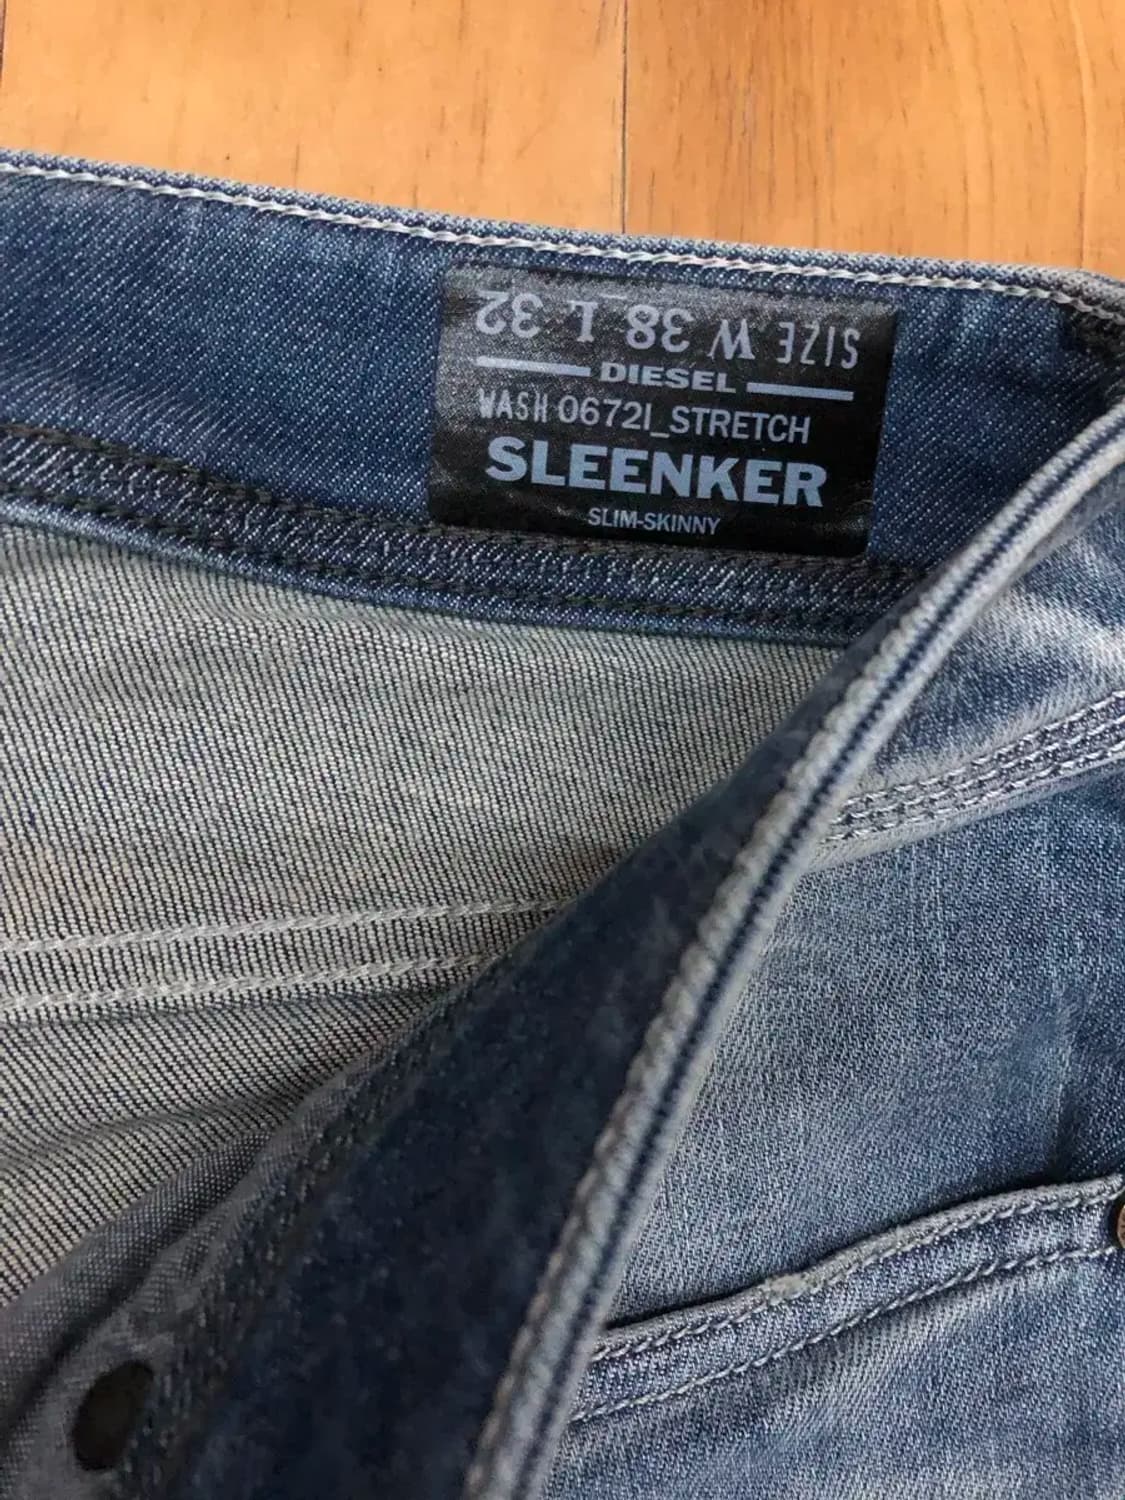 SIZE W 38 L 32
DIESEL
WASH 0672I_STRETCH
SLEENKER
SLIM-SKINNY